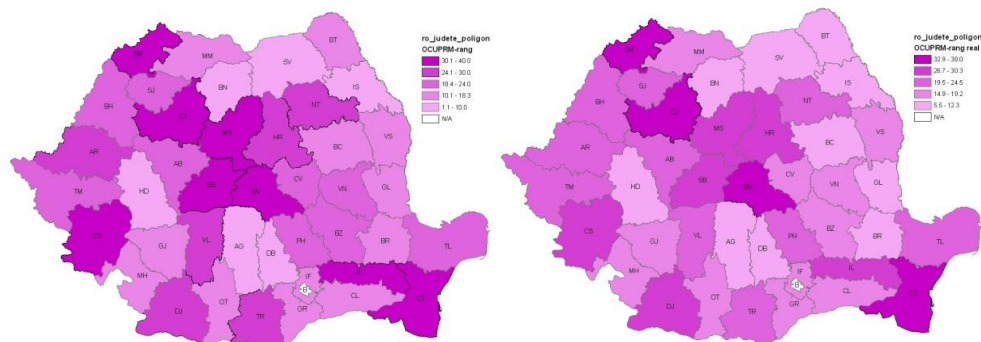 ro_judete_poligon
OCUPRM-rang
30.1 - 40.0
24.1 - 30.0
18.4 - 24.0
10.1 - 18.3
1.1 - 10.0
N/A
SM
MM
BT
SV
SJ
BN
IS
BH
CJ
NT
MS
HR
VS
BC
AR
AB
HD
SB
BV
CV
TM
VN
GL
CS
GJ
VL
AG
PH
BZ
BR
TL
DB
MH
IF
IL
B
DJ
OT
CL
CT
TR
GR
ro_judete_poligon
OCUPRM-rang real
32.9 - 38.0
26.7 - 30.3
19.5 - 24.5
14.9 - 19.2
5.5 - 12.3
N/A
SM
MM
BT
SV
SJ
BN
IS
BH
CJ
NT
MS
HR
VS
BC
AR
AB
HD
SB
BV
CV
TM
VN
GL
CS
GJ
VL
AG
PH
BZ
BR
TL
DB
MH
IF
IL
B
DJ
OT
CL
CT
TR
GR